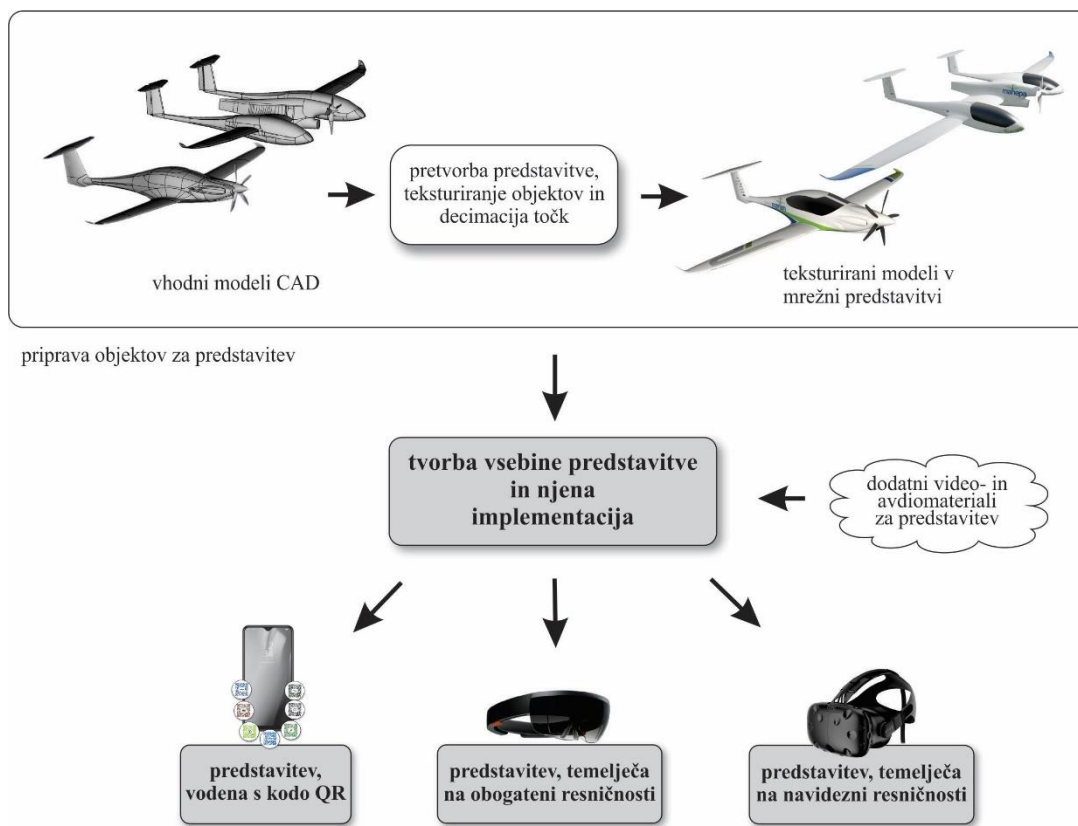 pretvorba predstavitve,
teksturiranje objektov in
decimacija točk
vhodni modeli CAD
teksturirani modeli v
mrežni predstavitvi
priprava objektov za predstavitev
tvorba vsebine predstavitve
in njena
implementacija
dodatni video- in
avdiomateriali
za predstavitev
predstavitev,
vodena s kodo QR
predstavitev, temelječa
na obogateni resničnosti
predstavitev, temelječa
na navidezni resničnosti